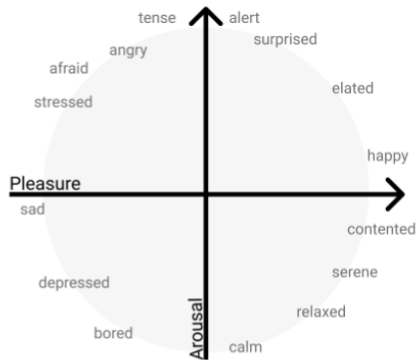 tense
alert
surprised
angry
afraid
stressed
elated
happy
Pleasure
sad
contented
serene
depressed
relaxed
Arousal
bored
calm